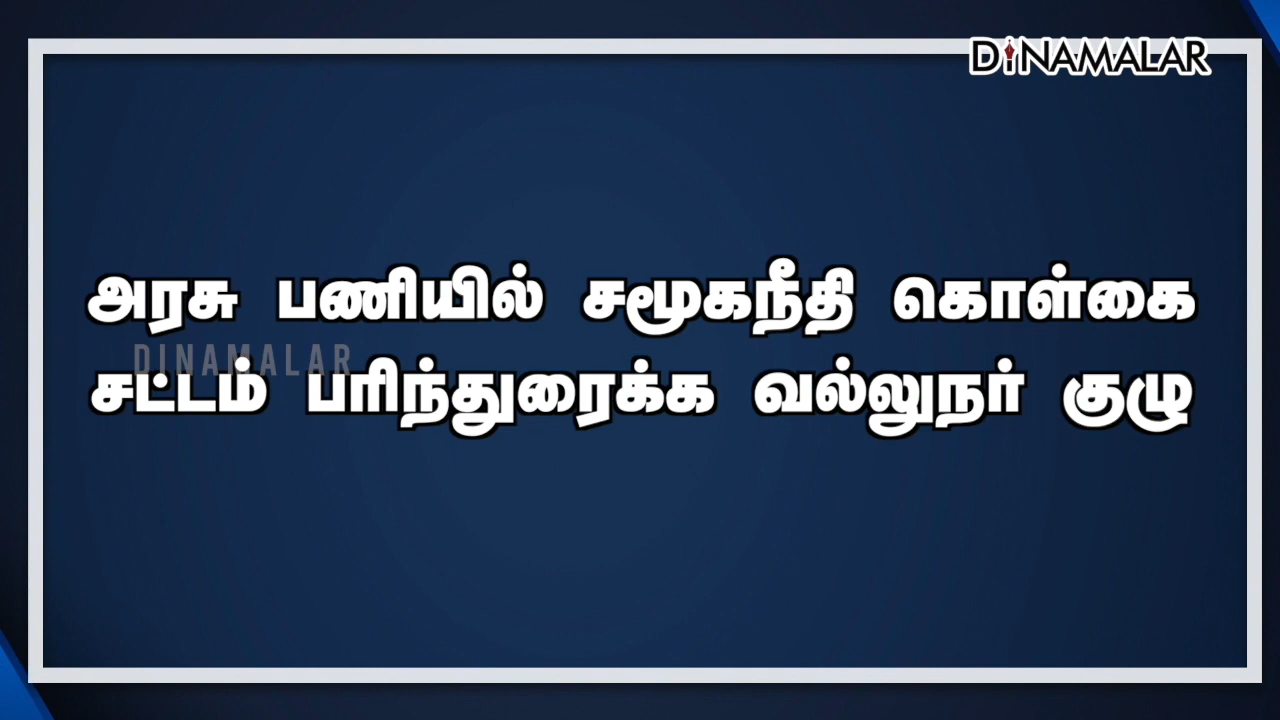 DINAMALAR
அரசு பணியில் சமூகநீதி கொள்கை
DINAMALAR
சட்டம் பரிந்துரைக்க வல்லுநர் குழு